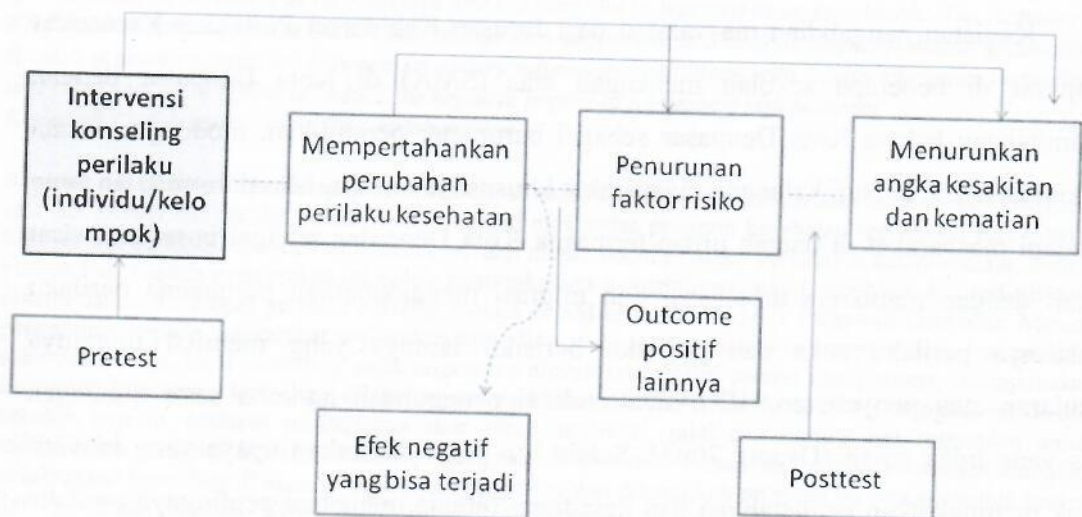 Intervensi
konseling
perilaku
(individu/kelo
mpok)
Mempertahankan
perubahan
perilaku kesehatan
Penurunan
faktor risiko
Menurunkan
angka kesakitan
dan kematian
Pretest
Outcome
positif
lainnya
Efek negatif
yang bisa terjadi
Posttest